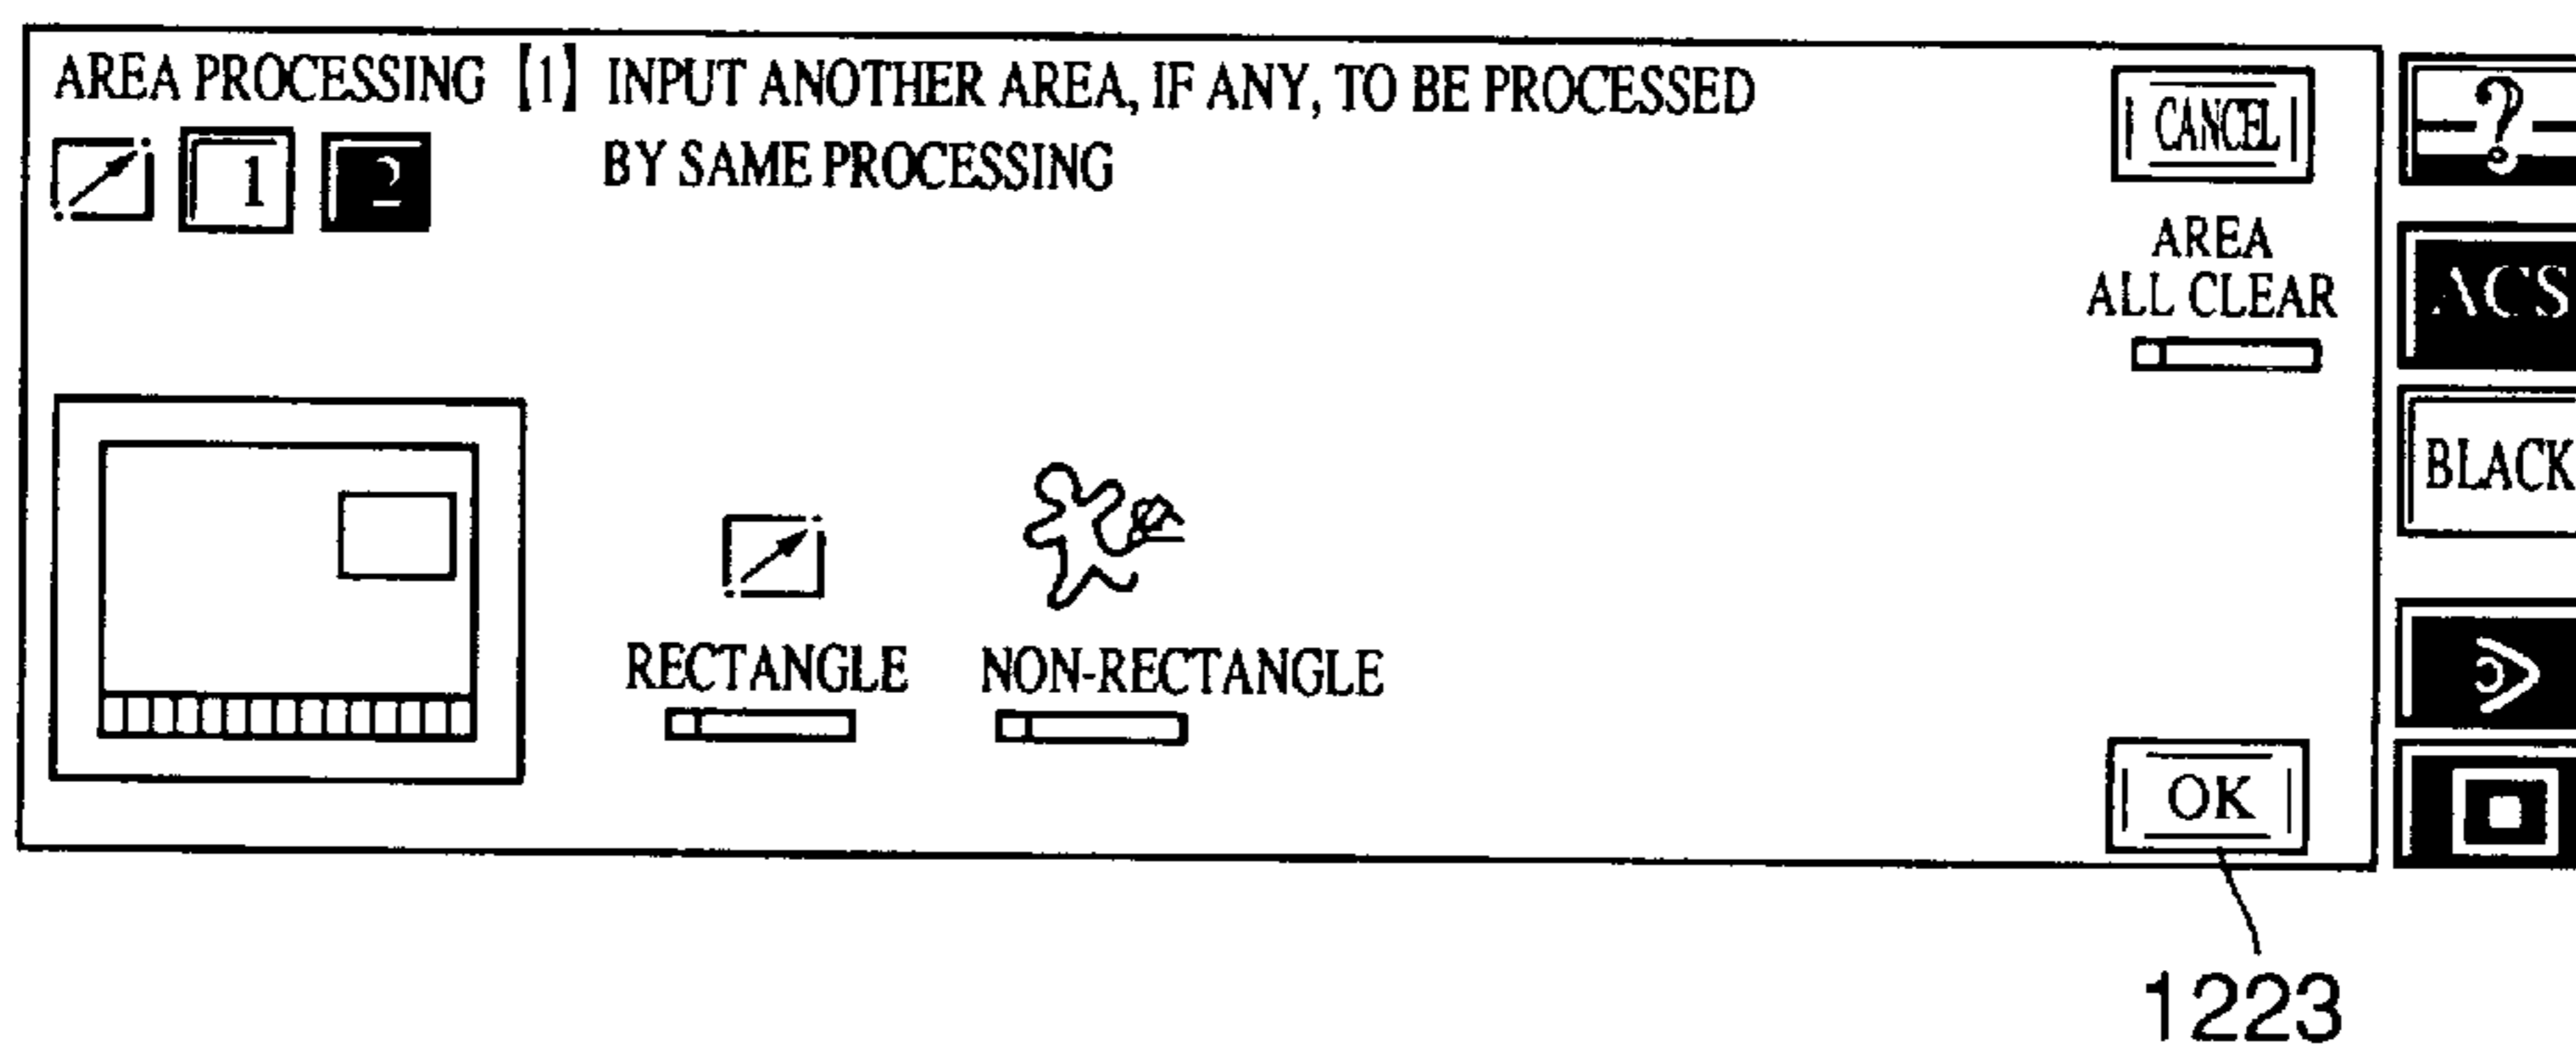 AREA PROCESSING [1] INPUT ANOTHER AREA, IF ANY, TO BE PROCESSED
BY SAME PROCESSING
1 2
CANCEL
?
AREA
ALL CLEAR
ACS
BLACK
RECTANGLE NON-RECTANGLE
OK
1223